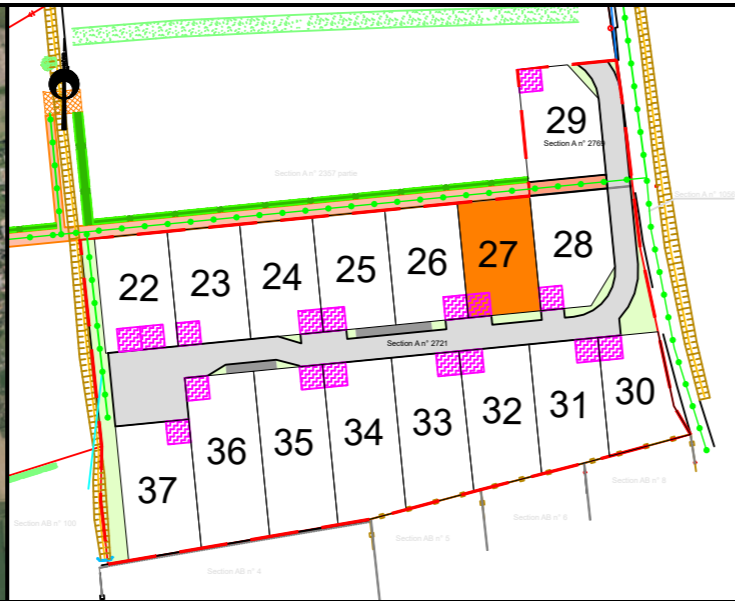 29
Section A n° 2769
Section A n° 2357 partie
22
23
24
25
26
27
28
Section A n° 2721
37
36
35
34
33
32
31
30
Section AB n° 100
Section AB n° 4
Section AB n° 5
Section AB n° 6
Section AB n° 8